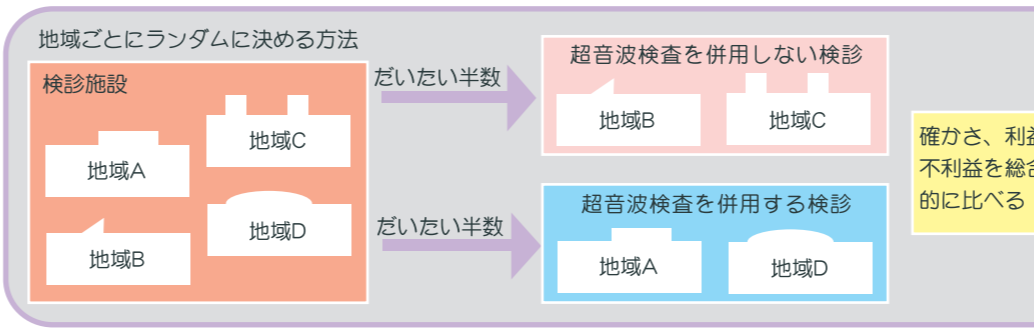 地域ごとにランダムに決める方法
検診施設
地域A
地域C
地域B
地域D
だいたい半数
だいたい半数
超音波検査を併用しない検診
地域B
地域C
超音波検査を併用する検診
地域A
地域D
確かさ、利益
不利益を総合
的に比べる